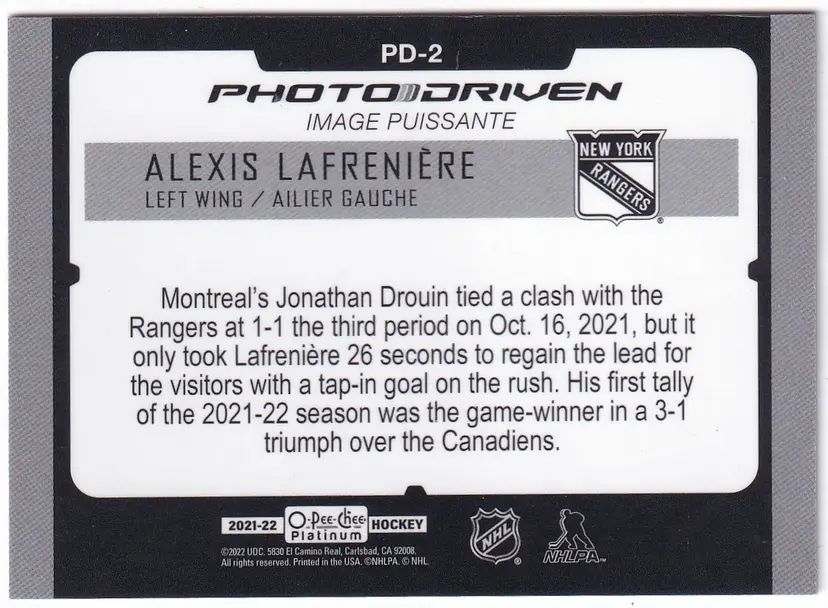 PD-2
PHOTO DRIVEN
IMAGE PUISSANTE
ALEXIS LAFRENIÈRE
LEFT WING / AILIER GAUCHE
NEW YORK
RANGERS
®
Montreal's Jonathan Drouin tied a clash with the
Rangers at 1-1 the third period on Oct. 16, 2021, but it
only took Lafrenière 26 seconds to regain the lead for
the visitors with a tap-in goal on the rush. His first tally
of the 2021-22 season was the game-winner in a 3-1
triumph over the Canadiens.
2021-22 O-Pee-Chee Platinum HOCKEY
©2022 UDC. 5830 El Camino Real, Carlsbad, CA 92008.
All rights reserved. Printed in the USA. ©NHLPA. © NHL.
NHL ®
NHLPA™